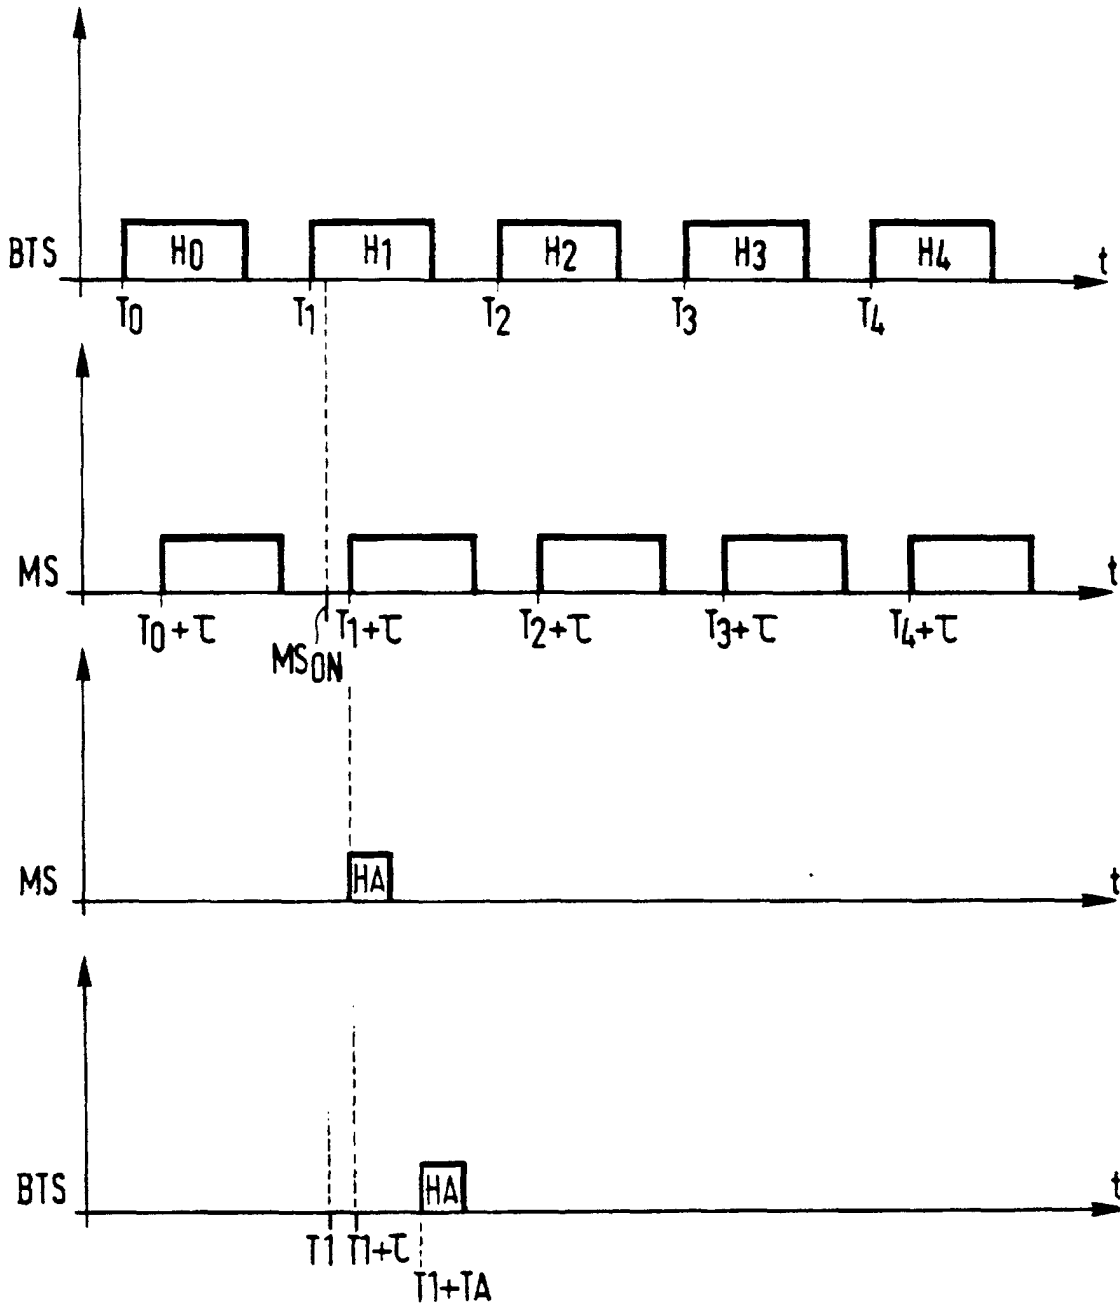 BTS H0 H1 H2 H3 H4 t
T0 T1 T2 T3 T4
MS t
T0+τ T1+τ T2+τ T3+τ T4+τ
MSON
MS HA t
BTS HA t
T1 T1+τ
T1+TA